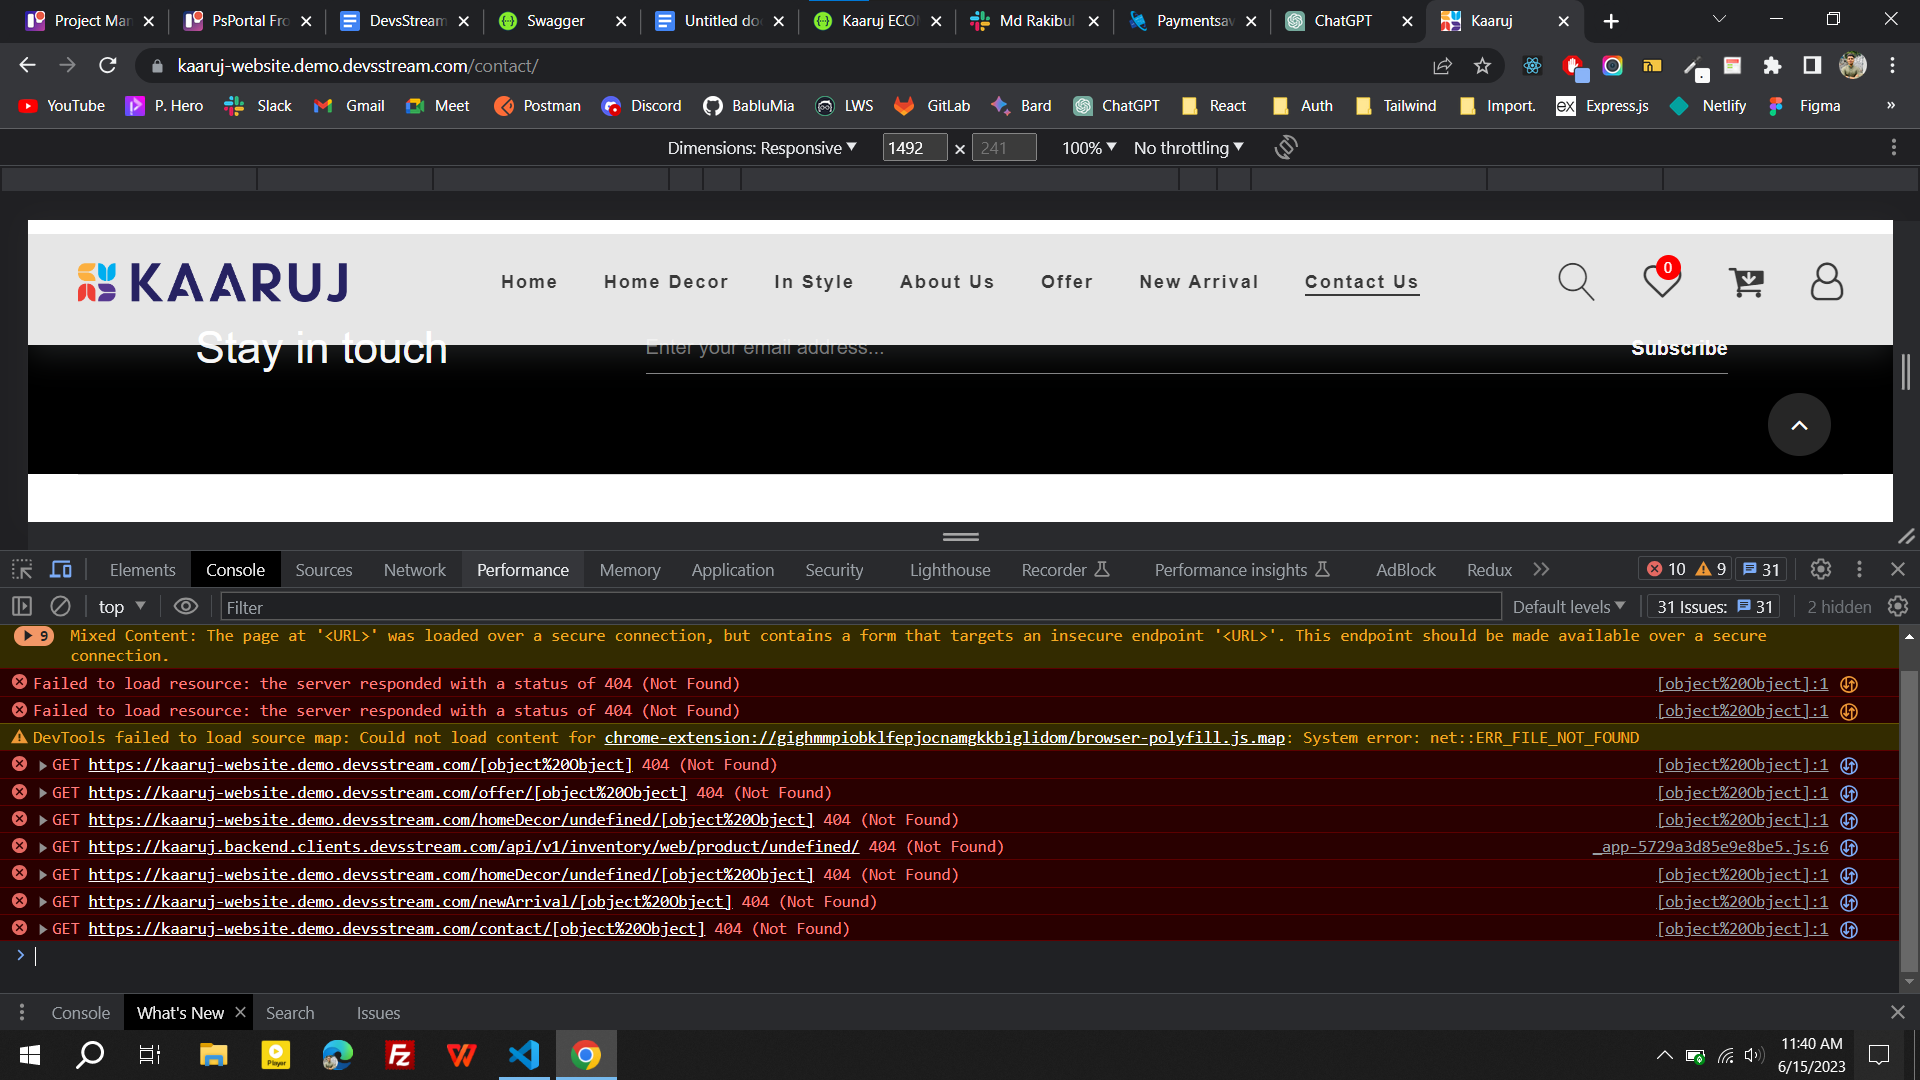 Project Man
PsPortal Fro
DevsStream
Swagger
Untitled do
Kaaruj ECO
Md Rakibul
Paymentsav
ChatGPT
Kaaruj
kaaruj-website.demo.devsstream.com/contact/
YouTube
P. Hero
Slack
Gmail
Meet
Postman
Discord
BabluMia
LWS
GitLab
Bard
ChatGPT
React
Auth
Tailwind
Import.
ex Express.js
Netlify
Figma
»
Dimensions: Responsive
1492 × 241
100%
No throttling
KAARUJ
Home
Home Decor
In Style
About Us
Offer
New Arrival
Contact Us
0
Stay in touch
Enter your email address...
Subscribe
Elements
Console
Sources
Network
Performance
Memory
Application
Security
Lighthouse
Recorder
Performance insights
AdBlock
Redux
10
9
31
top
Filter
Default levels
31 Issues: 31
2 hidden
9 Mixed Content: The page at '<URL>' was loaded over a secure connection, but contains a form that targets an insecure endpoint '<URL>'. This endpoint should be made available over a secure
connection.
Failed to load resource: the server responded with a status of 404 (Not Found) [object%20Object]:1
Failed to load resource: the server responded with a status of 404 (Not Found) [object%20Object]:1
DevTools failed to load source map: Could not load content for chrome-extension://gighmmpiobklfepjocnamgkkbiglidom/browser-polyfill.js.map: System error: net::ERR_FILE_NOT_FOUND
GET https://kaaruj-website.demo.devsstream.com/[object%20Object] 404 (Not Found) [object%20Object]:1
GET https://kaaruj-website.demo.devsstream.com/offer/[object%20Object] 404 (Not Found) [object%20Object]:1
GET https://kaaruj-website.demo.devsstream.com/homeDecor/undefined/[object%20Object] 404 (Not Found) [object%20Object]:1
GET https://kaaruj.backend.clients.devsstream.com/api/v1/inventory/web/product/undefined/ 404 (Not Found) _app-5729a3d85e9e8be5.js:6
GET https://kaaruj-website.demo.devsstream.com/homeDecor/undefined/[object%20Object] 404 (Not Found) [object%20Object]:1
GET https://kaaruj-website.demo.devsstream.com/newArrival/[object%20Object] 404 (Not Found) [object%20Object]:1
GET https://kaaruj-website.demo.devsstream.com/contact/[object%20Object] 404 (Not Found) [object%20Object]:1
Console
What's New
Search
Issues
Player
Fz
11:40 AM
6/15/2023